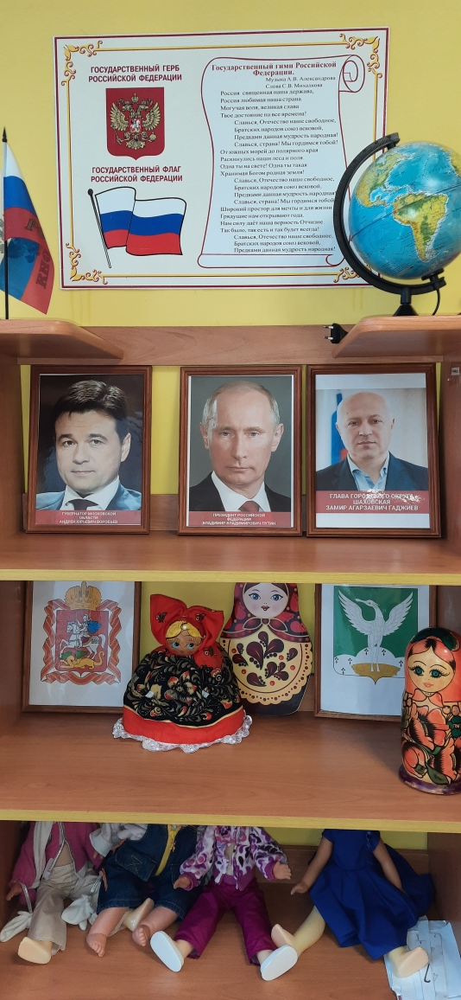 ГОСУДАРСТВЕННЫЙ ГЕРБ
РОССИЙСКОЙ ФЕДЕРАЦИИ
ГОСУДАРСТВЕННЫЙ ФЛАГ
РОССИЙСКОЙ ФЕДЕРАЦИИ
Государственный гимн Российской
Федерации.
Музыка А.В. Александрова
Слова С.В. Михалкова
Россия священная наша держава,
Россия любимая наша страна.
Могучая воля, великая слава
Твое достояние на все времена!
Славься, Отечество наше свободное,
Братских народов союз вековой,
Предками данная мудрость народная!
Славься, страна! Мы гордимся тобой!
От южных морей до полярного края
Раскинулись наши леса и поля.
Одна ты на свете! Одна ты такая
Хранимая Богом родная земля!
Славься, Отечество наше свободное,
Братских народов союз вековой,
Предками данная мудрость народная
Славься, страна! Мы гордимся тобой
Широкий простор для мечты и для жизни
Грядущие нам открывают года.
Нам силу даёт наша верность Отчизне
Так было, так есть и так будет всегда!
Славься, Отечество наше свободное,
Братских народов союз вековой,
Предками данная мудрость народная!
ГУБЕРНАТОР МОСКОВСКОЙ
ОБЛАСТИ
АНДРЕЙ ЮРЬЕВИЧ ВОРОБЬЕВ
ПРЕЗИДЕНТ РОССИЙСКОЙ
ФЕДЕРАЦИИ
ВЛАДИМИР ВЛАДИМИРОВИЧ ПУТИН
ГЛАВА ГОРОДСКОГО ОКРУГА
ШАХОВСКАЯ
ЗАМИР АГАРЗАЕВИЧ ГАДЖИЕВ